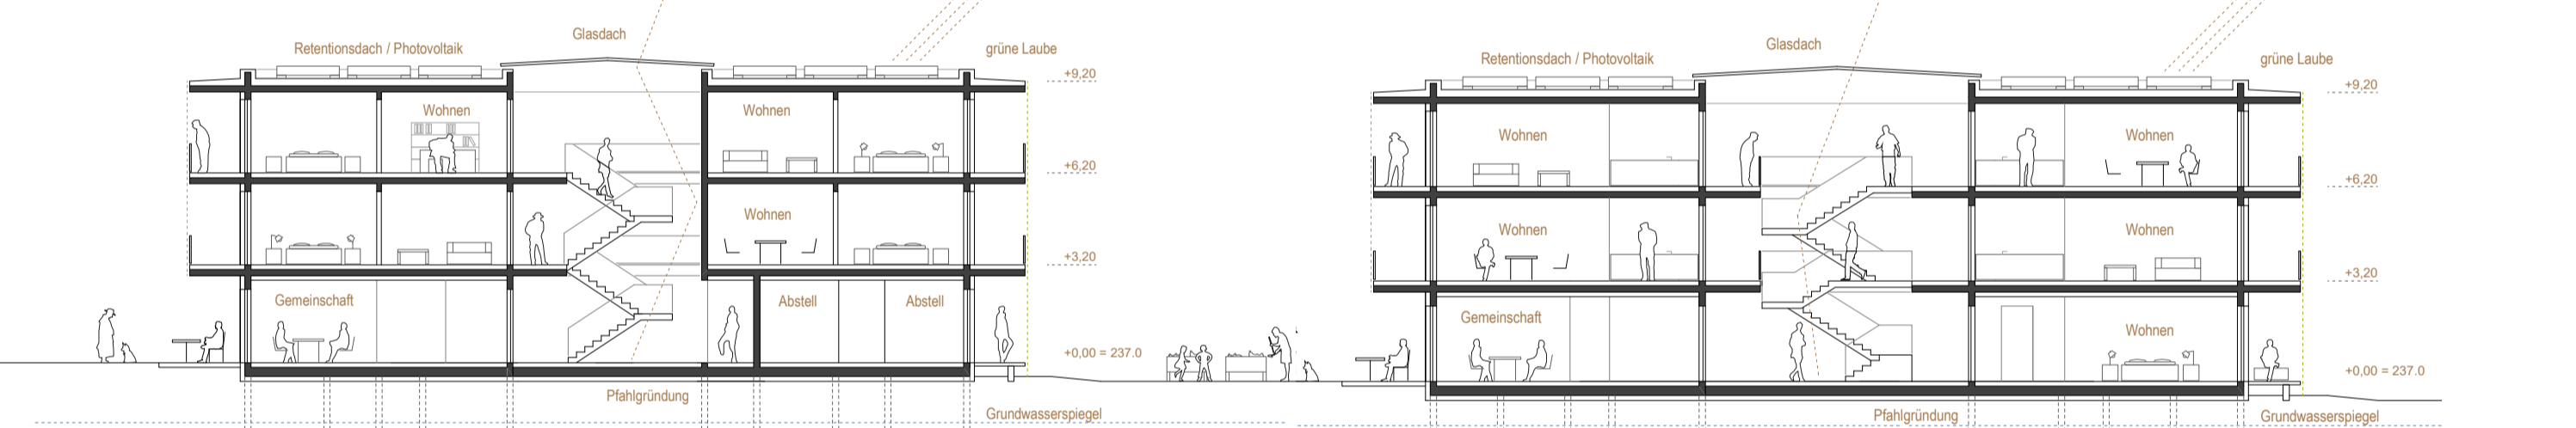 Glasdach
Retentionsdach / Photovoltaik
grüne Laube
+9,20
Wohnen
Wohnen
+6,20
Wohnen
+3,20
Gemeinschaft
Abstell
Abstell
+0,00 = 237.0
Pfahlgründung
Grundwasserspiegel
Glasdach
Retentionsdach / Photovoltaik
grüne Laube
+9,20
Wohnen
Wohnen
+6,20
Wohnen
Wohnen
+3,20
Gemeinschaft
Wohnen
+0,00 = 237.0
Pfahlgründung
Grundwasserspiegel